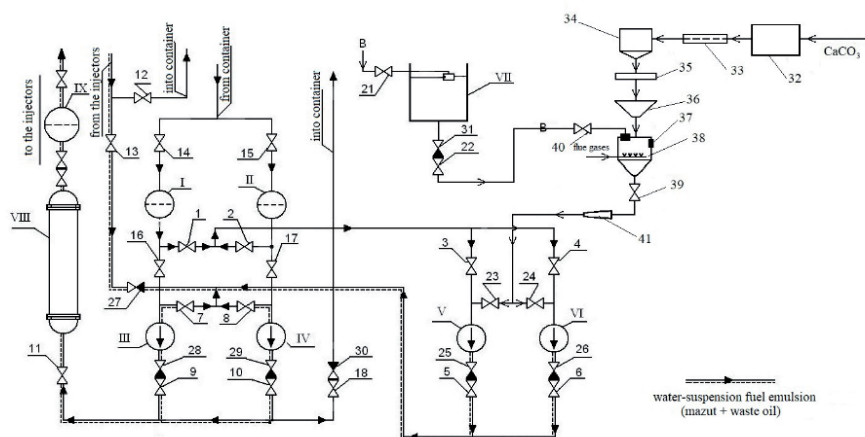 to the injectors
from the injectors
into container
from container
into container
B
B
flue gases
CaCO₃
I
II
III
IV
V
VI
VII
VIII
IX
1
2
3
4
5
6
7
8
9
10
11
12
13
14
15
16
17
18
21
22
23
24
25
26
27
28
29
30
31
32
33
34
35
36
37
38
39
40
41
water-suspension fuel emulsion
(mazut + waste oil)